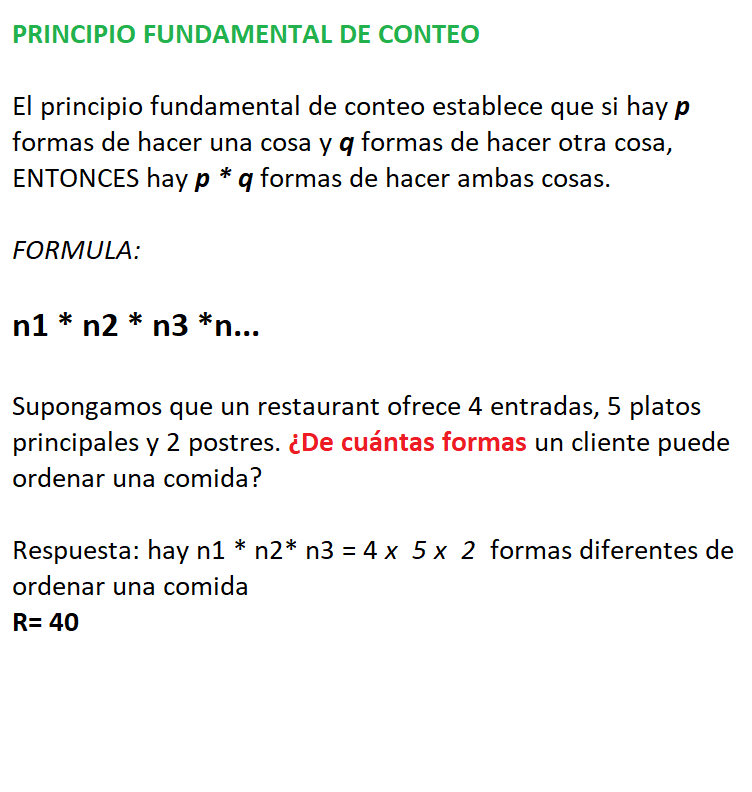 PRINCIPIO FUNDAMENTAL DE CONTEO
El principio fundamental de conteo establece que si hay p
formas de hacer una cosa y q formas de hacer otra cosa,
ENTONCES hay p * q formas de hacer ambas cosas.
FORMULA:
n1 * n2 * n3 *n...
Supongamos que un restaurant ofrece 4 entradas, 5 platos
principales y 2 postres. ¿De cuántas formas un cliente puede
ordenar una comida?
Respuesta: hay n1 * n2* n3 = 4 x 5 x 2 formas diferentes de
ordenar una comida
R= 40